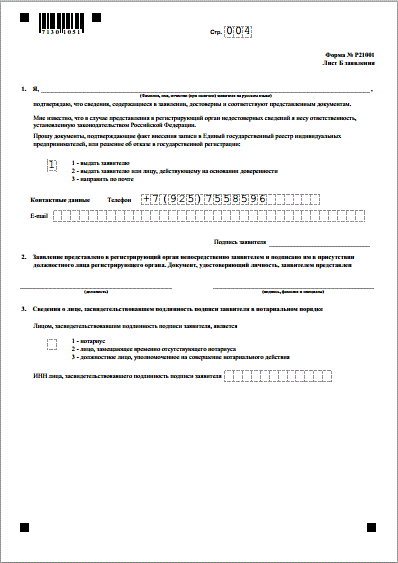 7130 1051
Стр. 004
Форма № Р21001
Лист Б заявления
1. Я, ,
(Фамилия, имя, отчество (при наличии) заявителя на русском языке)
подтверждаю, что сведения, содержащиеся в заявлении, достоверны и соответствуют представленным документам.
Мне известно, что в случае представления в регистрирующий орган недостоверных сведений я несу ответственность,
установленную законодательством Российской Федерации.
Прошу документы, подтверждающие факт внесения записи в Единый государственный реестр индивидуальных
предпринимателей, или решение об отказе в государственной регистрации:
1 1 - выдать заявителю
2 - выдать заявителю или лицу, действующему на основании доверенности
3 - направить по почте
Контактные данные Телефон +7(925)7558596
E-mail
Подпись заявителя
2. Заявление представлено в регистрирующий орган непосредственно заявителем и подписано им в присутствии
должностного лица регистрирующего органа. Документ, удостоверяющий личность, заявителем представлен
(должность) (подпись, фамилия и инициалы)
3. Сведения о лице, засвидетельствовавшем подлинность подписи заявителя в нотариальном порядке
Лицом, засвидетельствовавшим подлинность подписи заявителя, является
1 - нотариус
2 - лицо, замещающее временно отсутствующего нотариуса
3 - должностное лицо, уполномоченное на совершение нотариального действия
ИНН лица, засвидетельствовавшего подлинность подписи заявителя